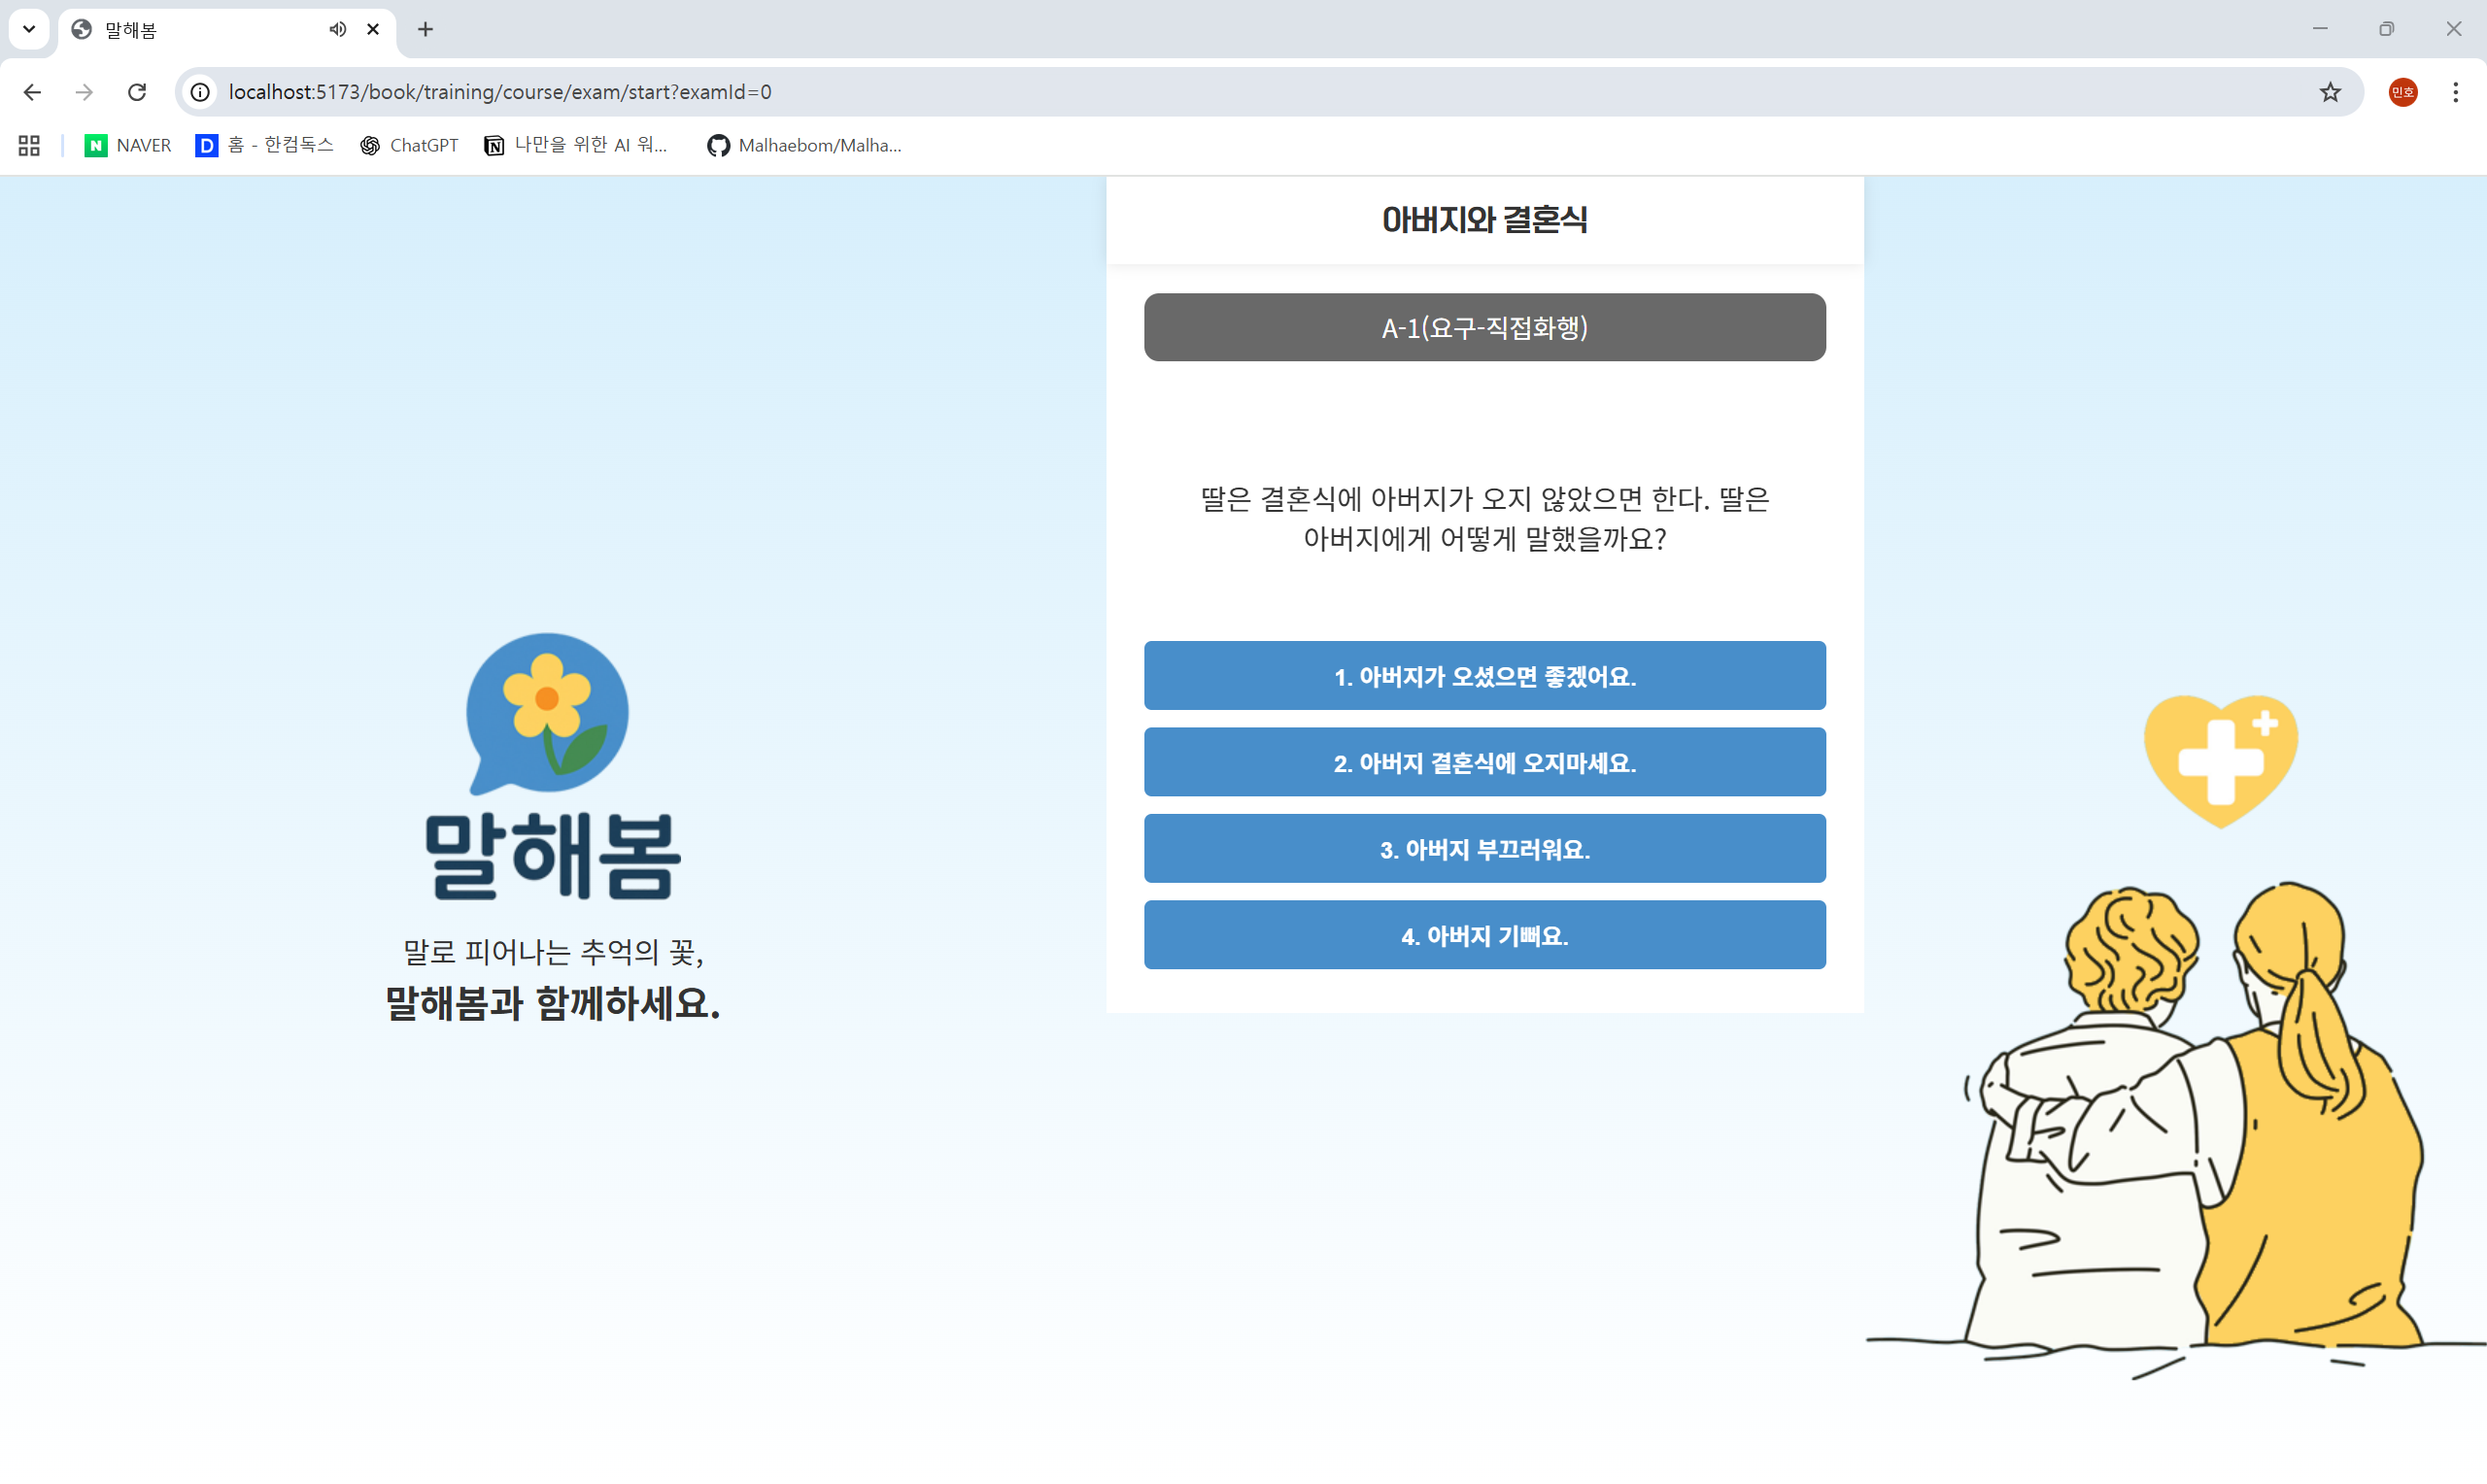 말해봄
localhost:5173/book/training/course/exam/start?examId=0
민호
NAVER
홈 - 한컴독스
ChatGPT
나만을 위한 AI 워...
Malhaebom/Malha...
아버지와 결혼식
A-1(요구-직접화행)
딸은 결혼식에 아버지가 오지 않았으면 한다. 딸은
아버지에게 어떻게 말했을까요?
1. 아버지가 오셨으면 좋겠어요.
2. 아버지 결혼식에 오지마세요.
3. 아버지 부끄러워요.
4. 아버지 기뻐요.
말해봄
말로 피어나는 추억의 꽃,
말해봄과 함께하세요.